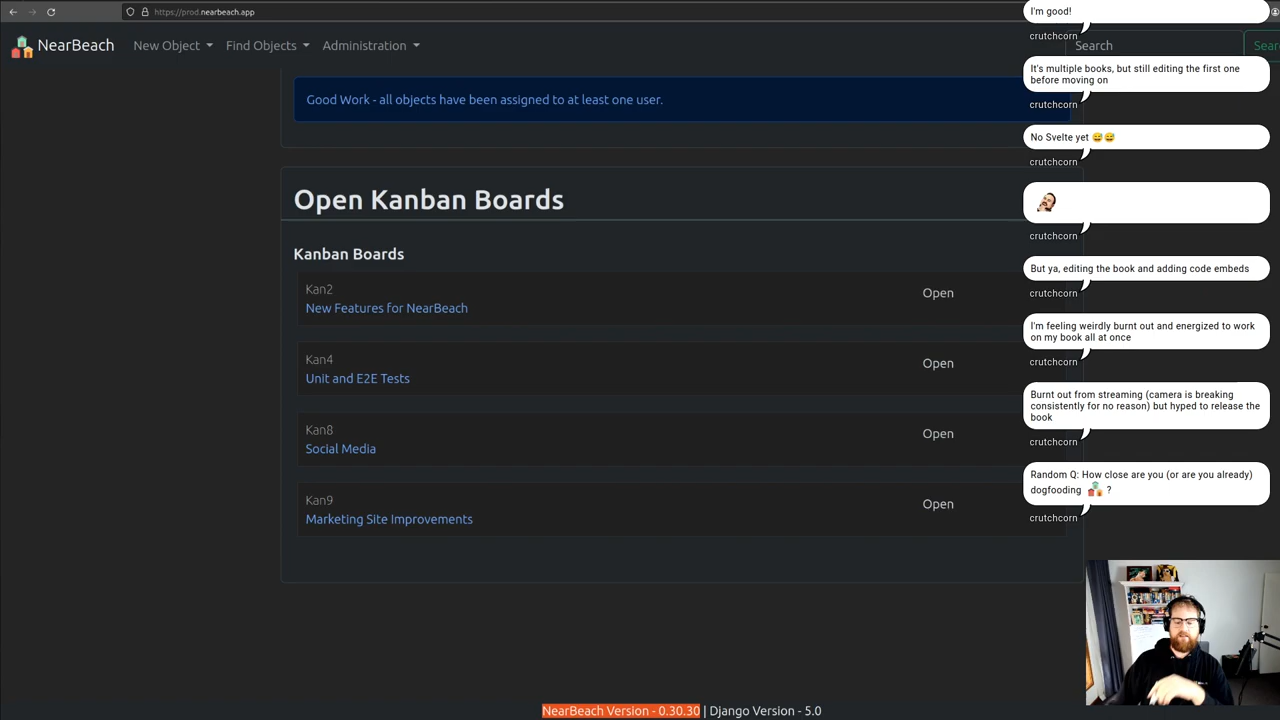 https://prod.nearbeach.app
NearBeach
New Object
Find Objects
Administration
Search
Sear
Good Work - all objects have been assigned to at least one user.
Open Kanban Boards
Kanban Boards
Kan2
New Features for NearBeach
Open
Kan4
Unit and E2E Tests
Open
Kan8
Social Media
Open
Kan9
Marketing Site Improvements
Open
NearBeach Version - 0.30.30 | Django Version - 5.0
I'm good!
crutchcorn
It's multiple books, but still editing the first one
before moving on
crutchcorn
No Svelte yet 😅😅
crutchcorn
crutchcorn
But ya, editing the book and adding code embeds
crutchcorn
I'm feeling weirdly burnt out and energized to work
on my book all at once
crutchcorn
Burnt out from streaming (camera is breaking
consistently for no reason) but hyped to release the
book
crutchcorn
Random Q: How close are you (or are you already)
dogfooding ?
crutchcorn